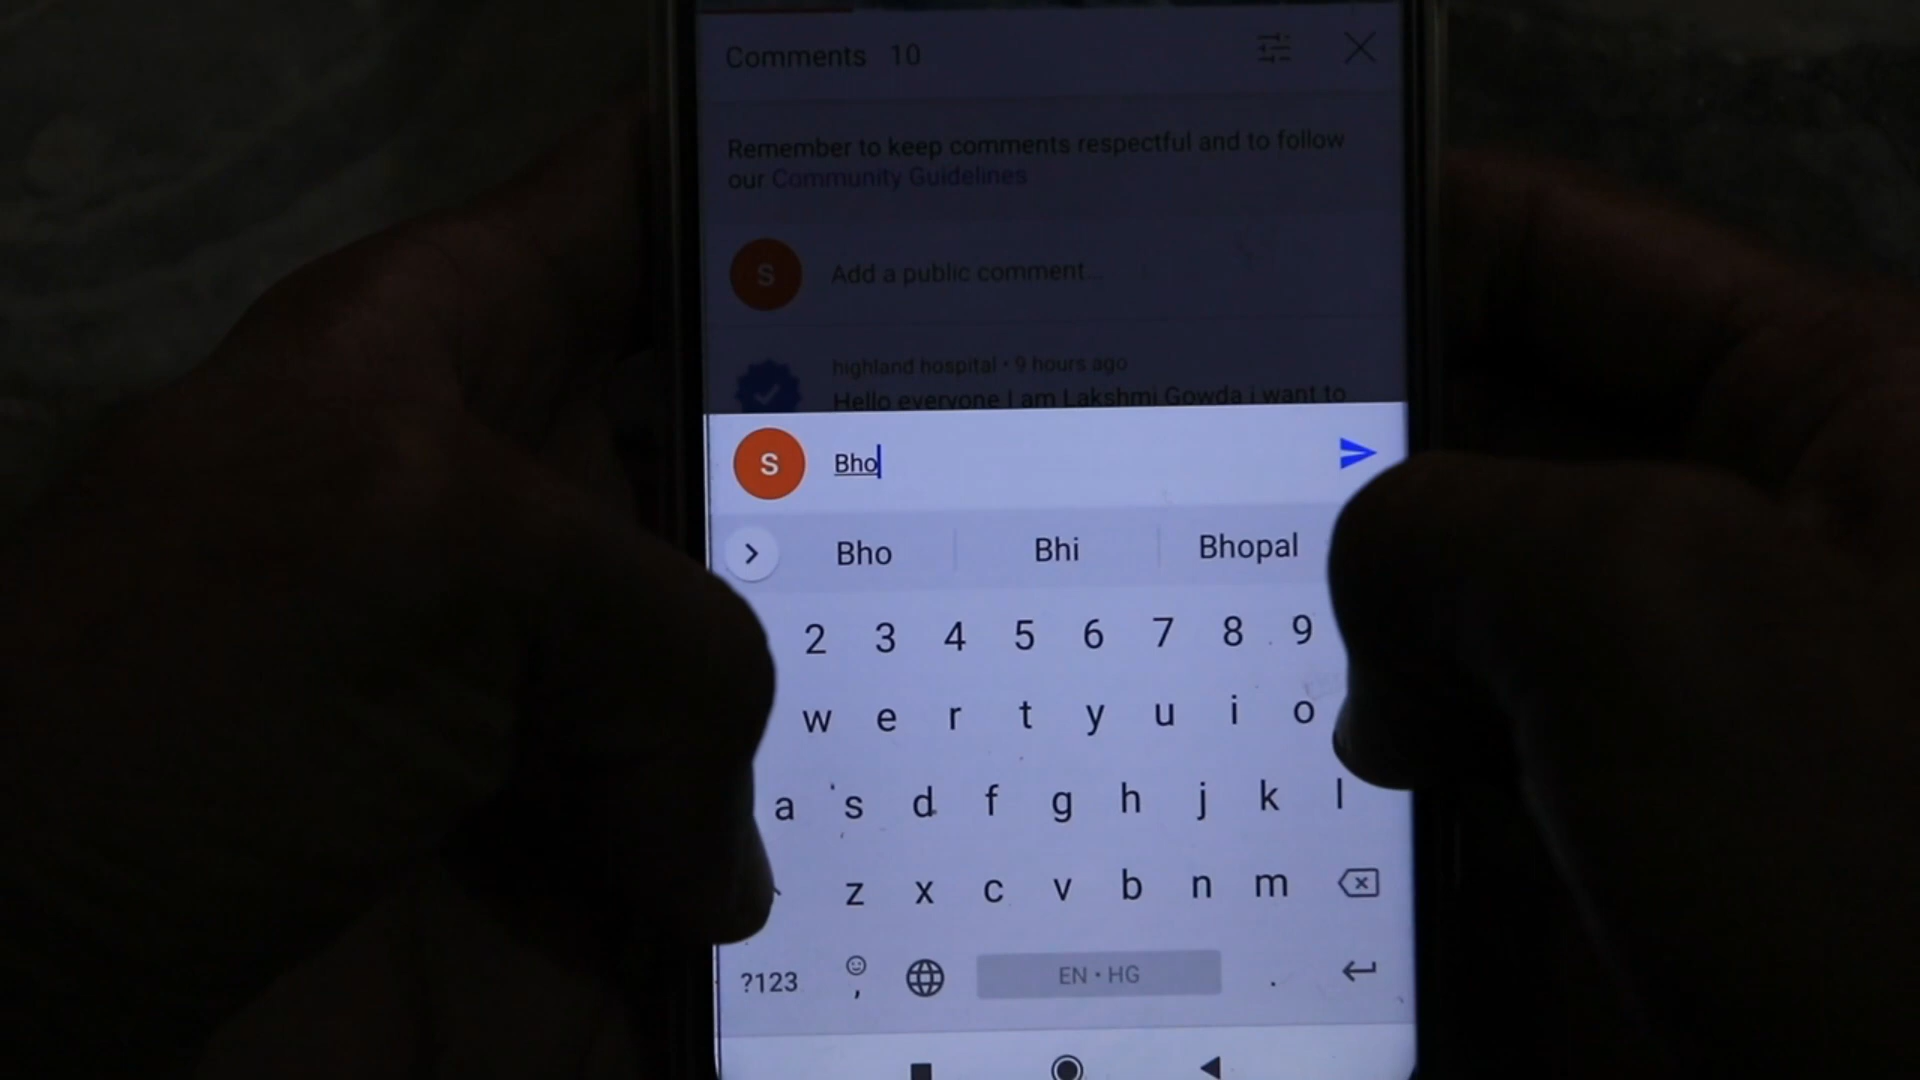 Comments 10
Remember to keep comments respectful and to follow
our Community Guidelines
S Add a public comment...
highland hospital • 9 hours ago
Hello everyone I am Lakshmi Gowda i want to
S Bho
Bho Bhi Bhopal
2 3 4 5 6 7 8 9
w e r t y u i o
a s d f g h j k l
z x c v b n m
?123 , EN • HG .